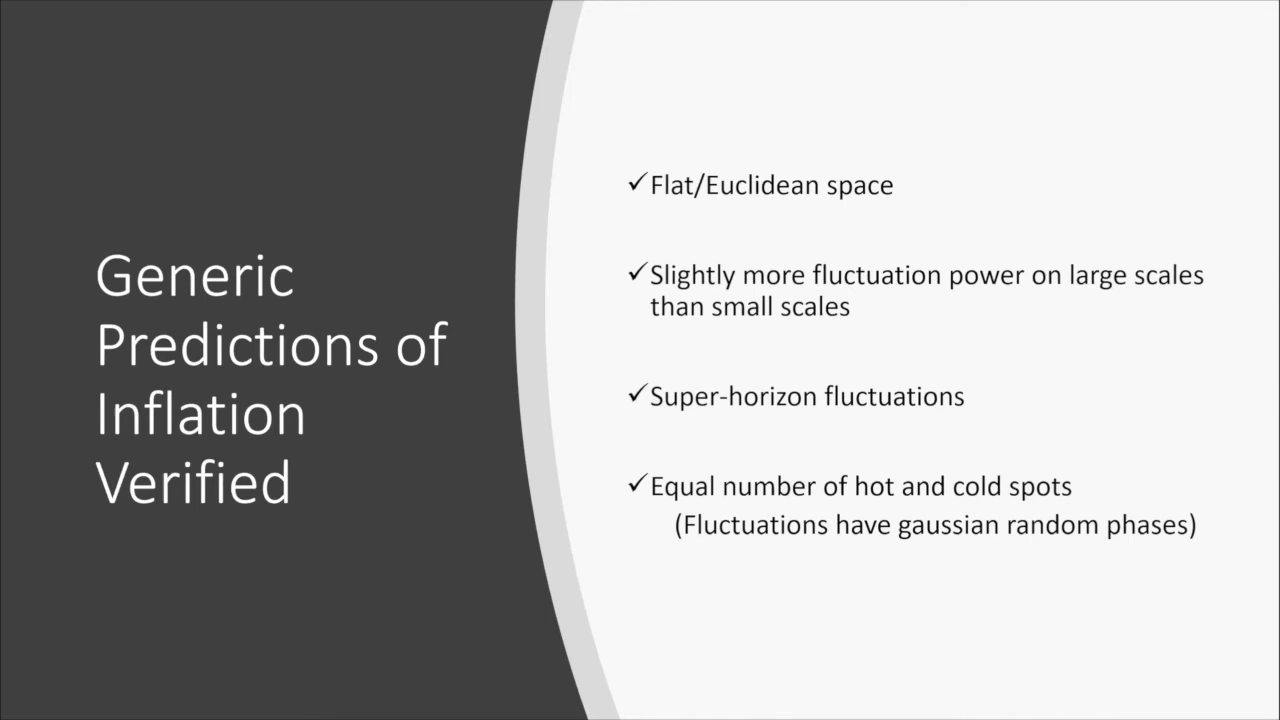 Generic
Predictions of
Inflation
Verified
✓Flat/Euclidean space
✓Slightly more fluctuation power on large scales
than small scales
✓Super-horizon fluctuations
✓Equal number of hot and cold spots
(Fluctuations have gaussian random phases)